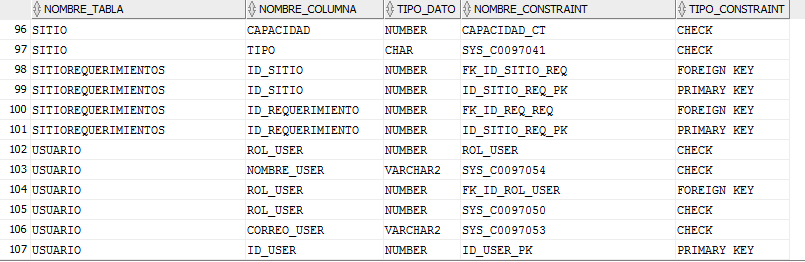 NOMBRE_TABLA NOMBRE_COLUMNA TIPO_DATO NOMBRE_CONSTRAINT TIPO_CONSTRAINT
96 SITIO CAPACIDAD NUMBER CAPACIDAD_CT CHECK
97 SITIO TIPO CHAR SYS_C0097041 CHECK
98 SITIOREQUERIMIENTOS ID_SITIO NUMBER FK_ID_SITIO_REQ FOREIGN KEY
99 SITIOREQUERIMIENTOS ID_SITIO NUMBER ID_SITIO_REQ_PK PRIMARY KEY
100 SITIOREQUERIMIENTOS ID_REQUERIMIENTO NUMBER FK_ID_REQ_REQ FOREIGN KEY
101 SITIOREQUERIMIENTOS ID_REQUERIMIENTO NUMBER ID_SITIO_REQ_PK PRIMARY KEY
102 USUARIO ROL_USER NUMBER ROL_USER CHECK
103 USUARIO NOMBRE_USER VARCHAR2 SYS_C0097054 CHECK
104 USUARIO ROL_USER NUMBER FK_ID_ROL_USER FOREIGN KEY
105 USUARIO ROL_USER NUMBER SYS_C0097050 CHECK
106 USUARIO CORREO_USER VARCHAR2 SYS_C0097053 CHECK
107 USUARIO ID_USER NUMBER ID_USER_PK PRIMARY KEY